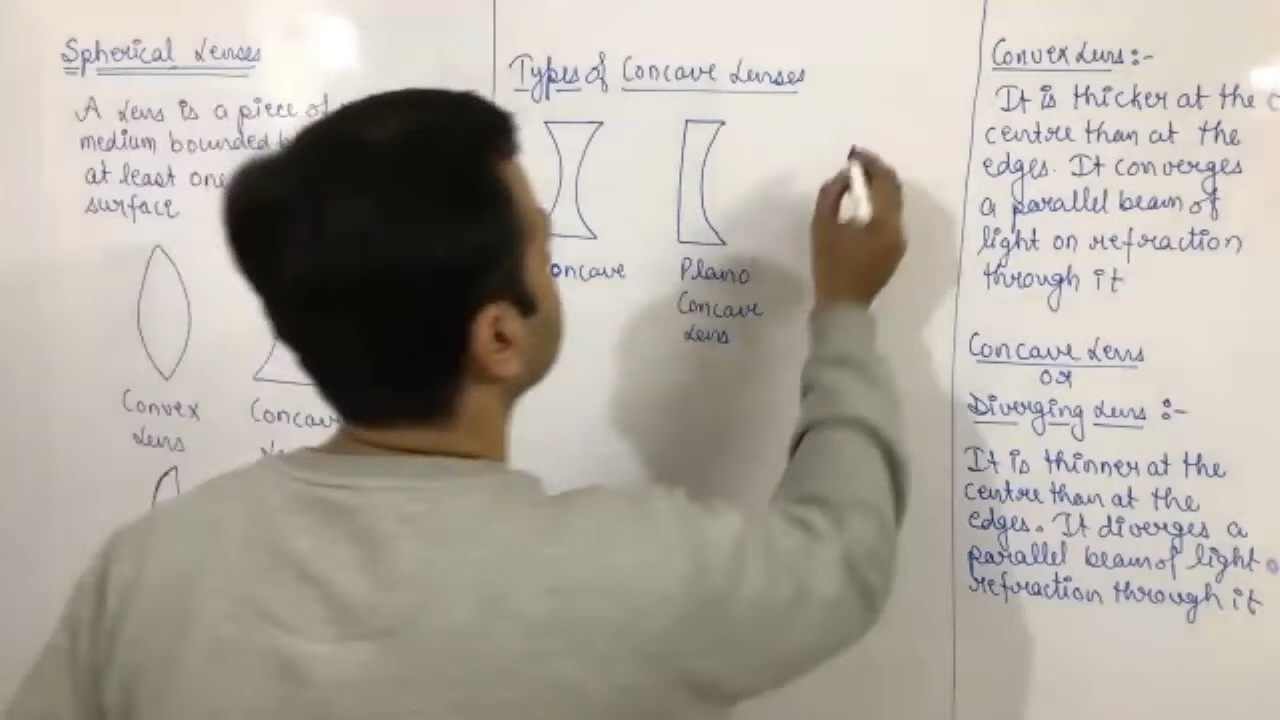 Spherical Lenses
A Lens is a piece of
medium bounded
at least one
surface
Convex
Lens
Concav
Types of Concave Lenses
oncave
Plano
Concave
Lens
Convex Lens :-
It is thicker at the
centre than at the
edges. It converges
a parallel beam of
light on refraction
through it
Concave Lens
or
Diverging Lens :-
It is thinner at the
centre than at the
edges. It diverges a
parallel beam of light o
refraction through it